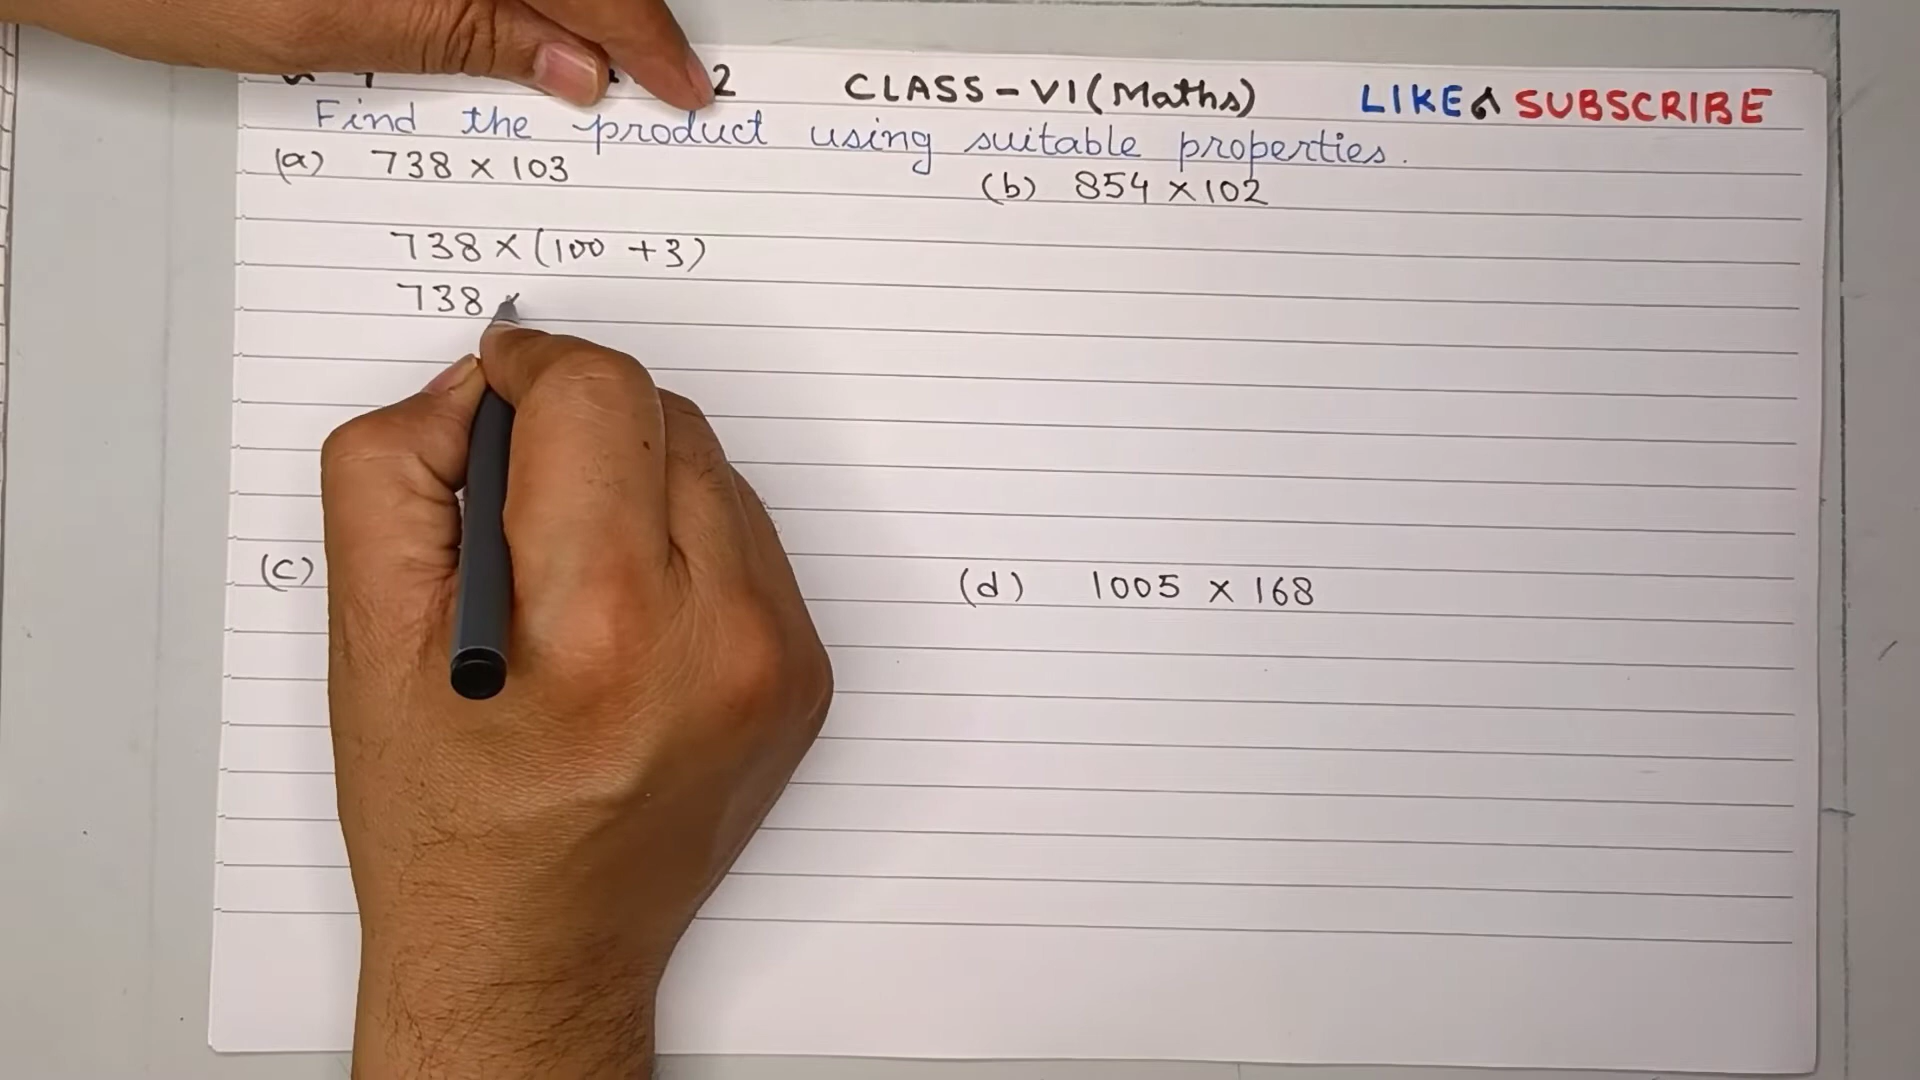 2 CLASS-VI (Maths) LIKE & SUBSCRIBE
Find the product using suitable properties.
(a) 738 × 103
(b) 854 × 102
738 × (100 + 3)
738 ×
(c)
(d) 1005 × 168